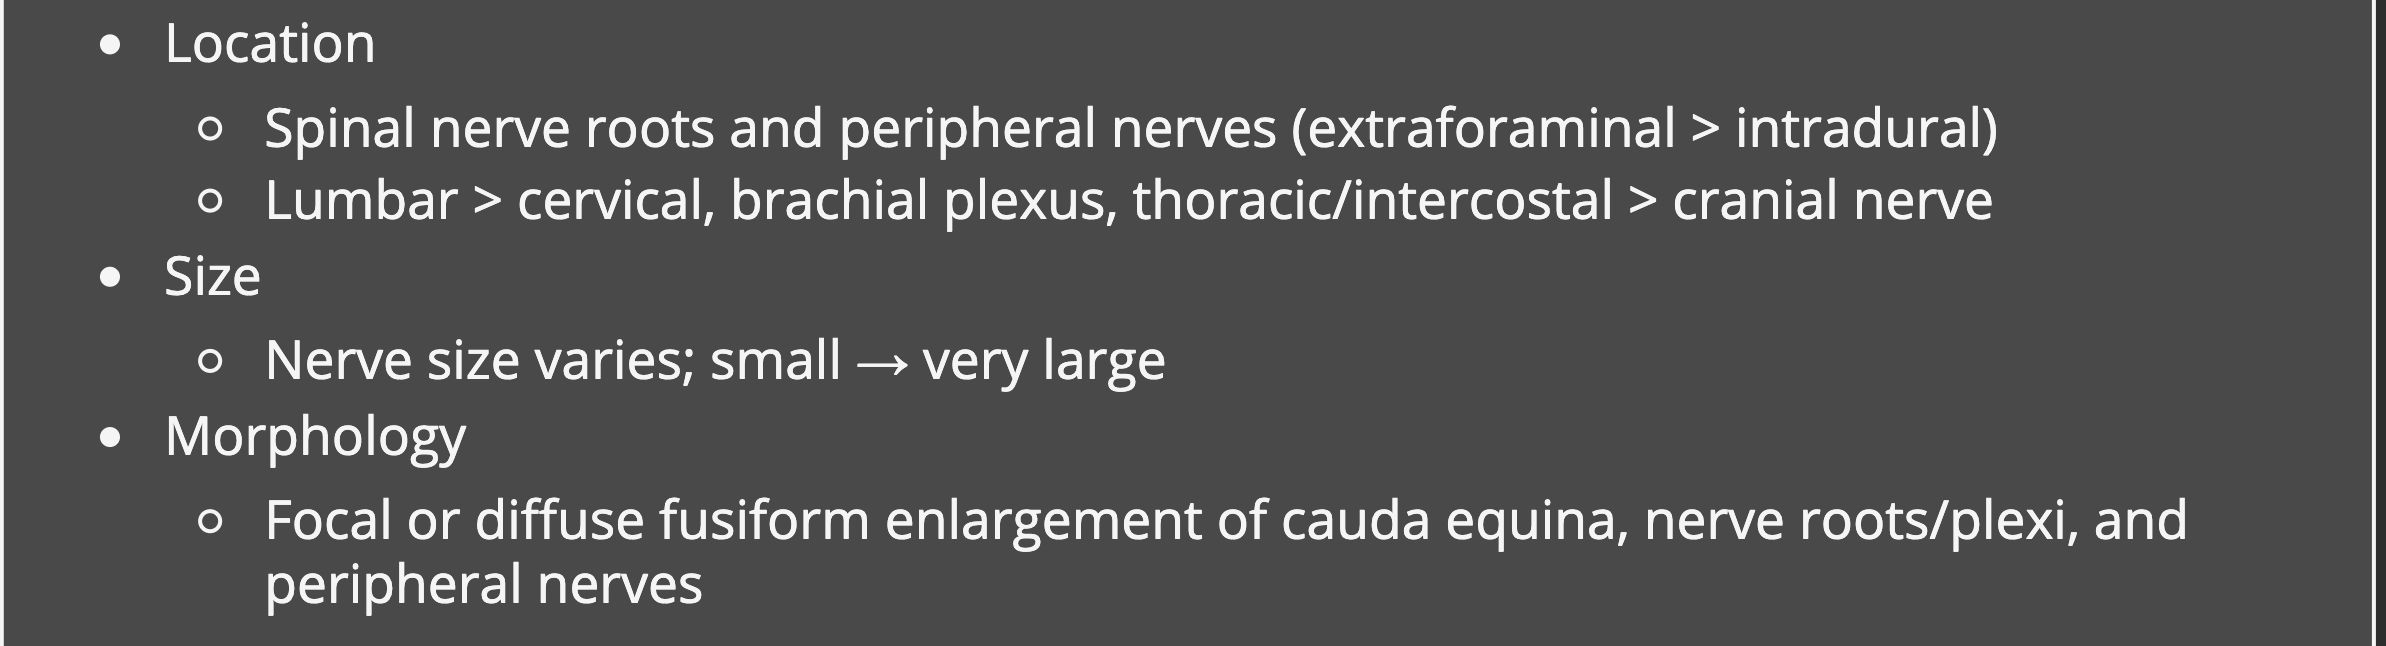 • Location
○ Spinal nerve roots and peripheral nerves (extraforaminal > intradural)
○ Lumbar > cervical, brachial plexus, thoracic/intercostal > cranial nerve
• Size
○ Nerve size varies; small → very large
• Morphology
○ Focal or diffuse fusiform enlargement of cauda equina, nerve roots/plexi, and
peripheral nerves